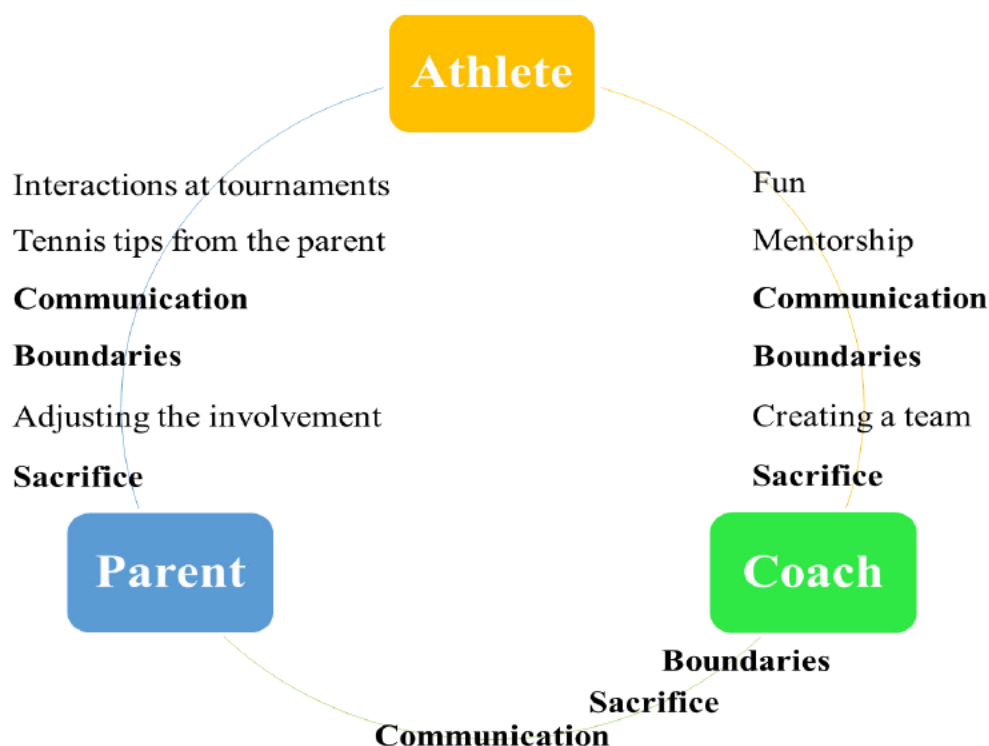 Athlete
Interactions at tournaments
Tennis tips from the parent
Communication
Boundaries
Adjusting the involvement
Sacrifice
Fun
Mentorship
Communication
Boundaries
Creating a team
Sacrifice
Parent
Coach
Boundaries
Sacrifice
Communication